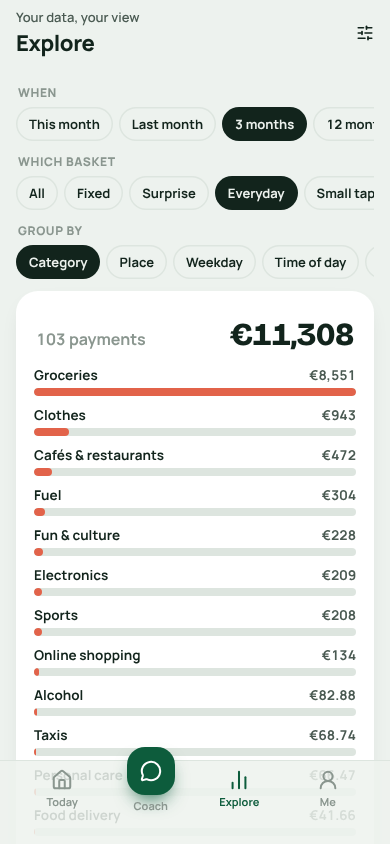 Your data, your view
Explore
WHEN
This month
Last month
3 months
12 mon
WHICH BASKET
All
Fixed
Surprise
Everyday
Small tap
GROUP BY
Category
Place
Weekday
Time of day
103 payments
€11,308
Groceries €8,551
Clothes €943
Cafés & restaurants €472
Fuel €304
Fun & culture €228
Electronics €209
Sports €208
Online shopping €134
Alcohol €82.88
Taxis €68.74
Personal care
Food delivery €41.66
Today
Coach
Explore
Me